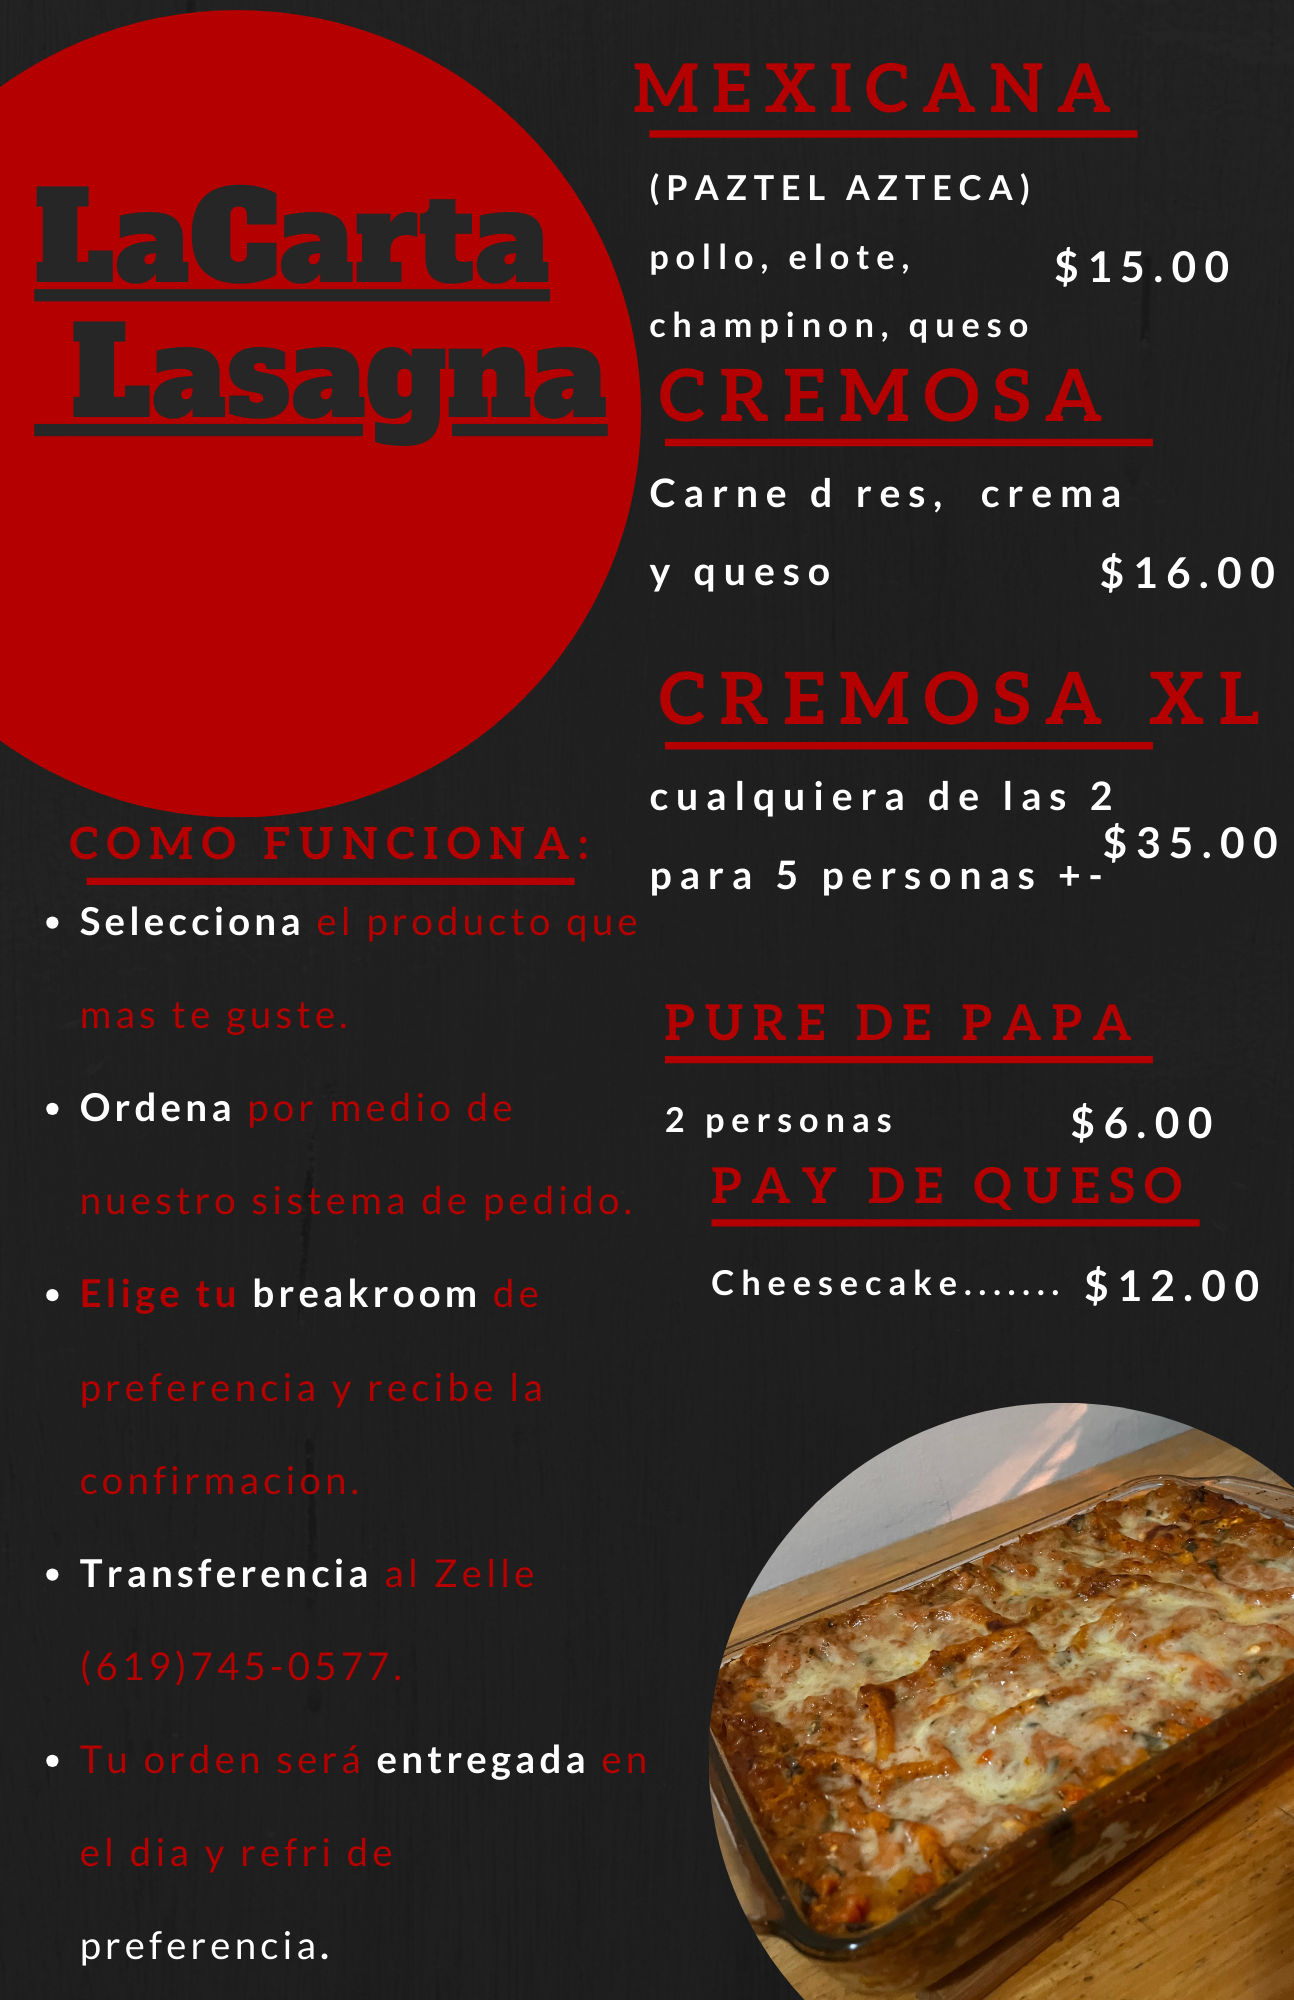 LaCarta
Lasagna
MEXICANA
(PAZTEL AZTECA)
pollo, elote,
$15.00
champinon, queso
CREMOSA
Carne d res, crema
y queso
$16.00
CREMOSA XL
cualquiera de las 2
$35.00
para 5 personas +-
PURE DE PAPA
2 personas
$6.00
PAY DE QUESO
Cheesecake....... $12.00
COMO FUNCIONA:
• Selecciona el producto que
mas te guste.
• Ordena por medio de
nuestro sistema de pedido.
• Elige tu breakroom de
preferencia y recibe la
confirmacion.
• Transferencia al Zelle
(619)745-0577.
• Tu orden será entregada en
el dia y refri de
preferencia.